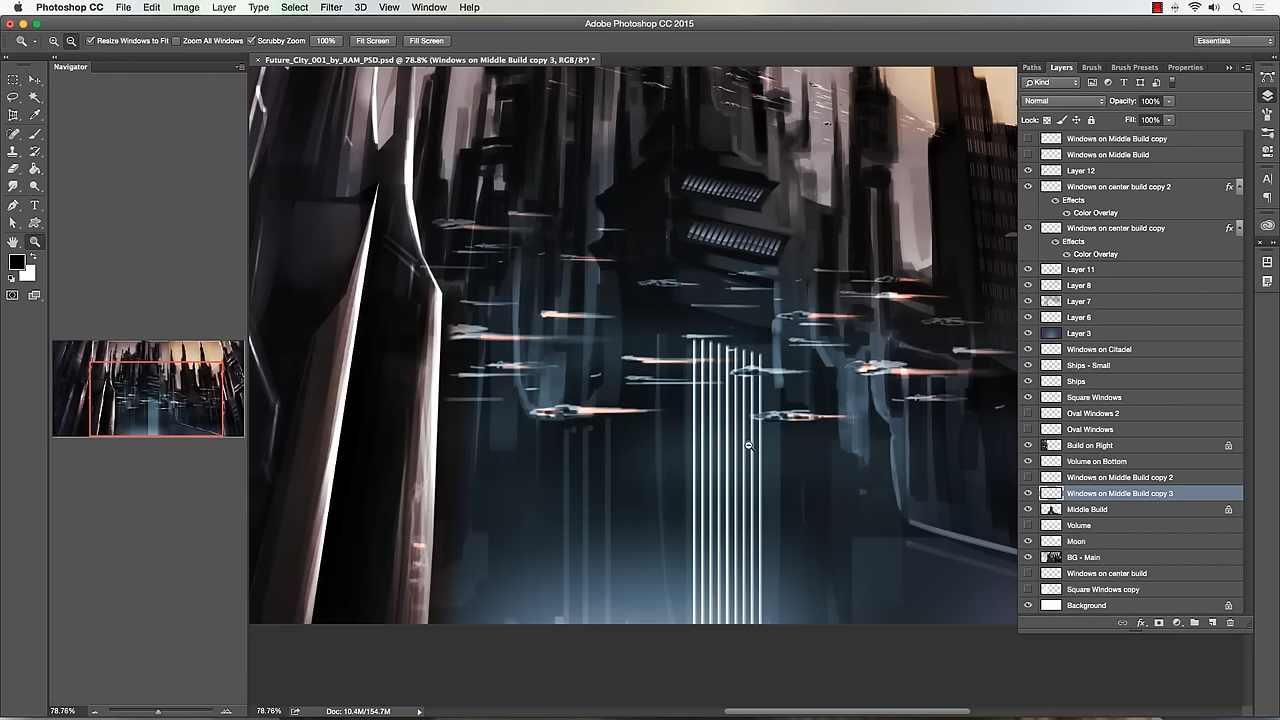 Photoshop CC File Edit Image Layer Type Select Filter 3D View Window Help
Adobe Photoshop CC 2015
Resize Windows to Fit Zoom All Windows Scrubby Zoom 100% Fit Screen Fill Screen Essentials
Navigator
× Future_City_001_by_RAM_PSD.psd @ 78.8% (Windows on Middle Build copy 3, RGB/8*) *
Paths Layers Brush Brush Presets Properties
Kind
Normal Opacity: 100%
Lock: Fill: 100%
Windows on Middle Build copy
Windows on Middle Build
Layer 12
Windows on center build copy 2 fx
Effects
Color Overlay
Windows on center build copy fx
Effects
Color Overlay
Layer 11
Layer 8
Layer 7
Layer 6
Layer 3
Windows on Citadel
Ships - Small
Ships
Square Windows
Oval Windows 2
Oval Windows
Build on Right
Volume on Bottom
Windows on Middle Build copy 2
Windows on Middle Build copy 3
Middle Build
Volume
Moon
BG - Main
Windows on center build
Square Windows copy
Background
fx
78.76%
78.76% Doc: 10.4M/154.7M